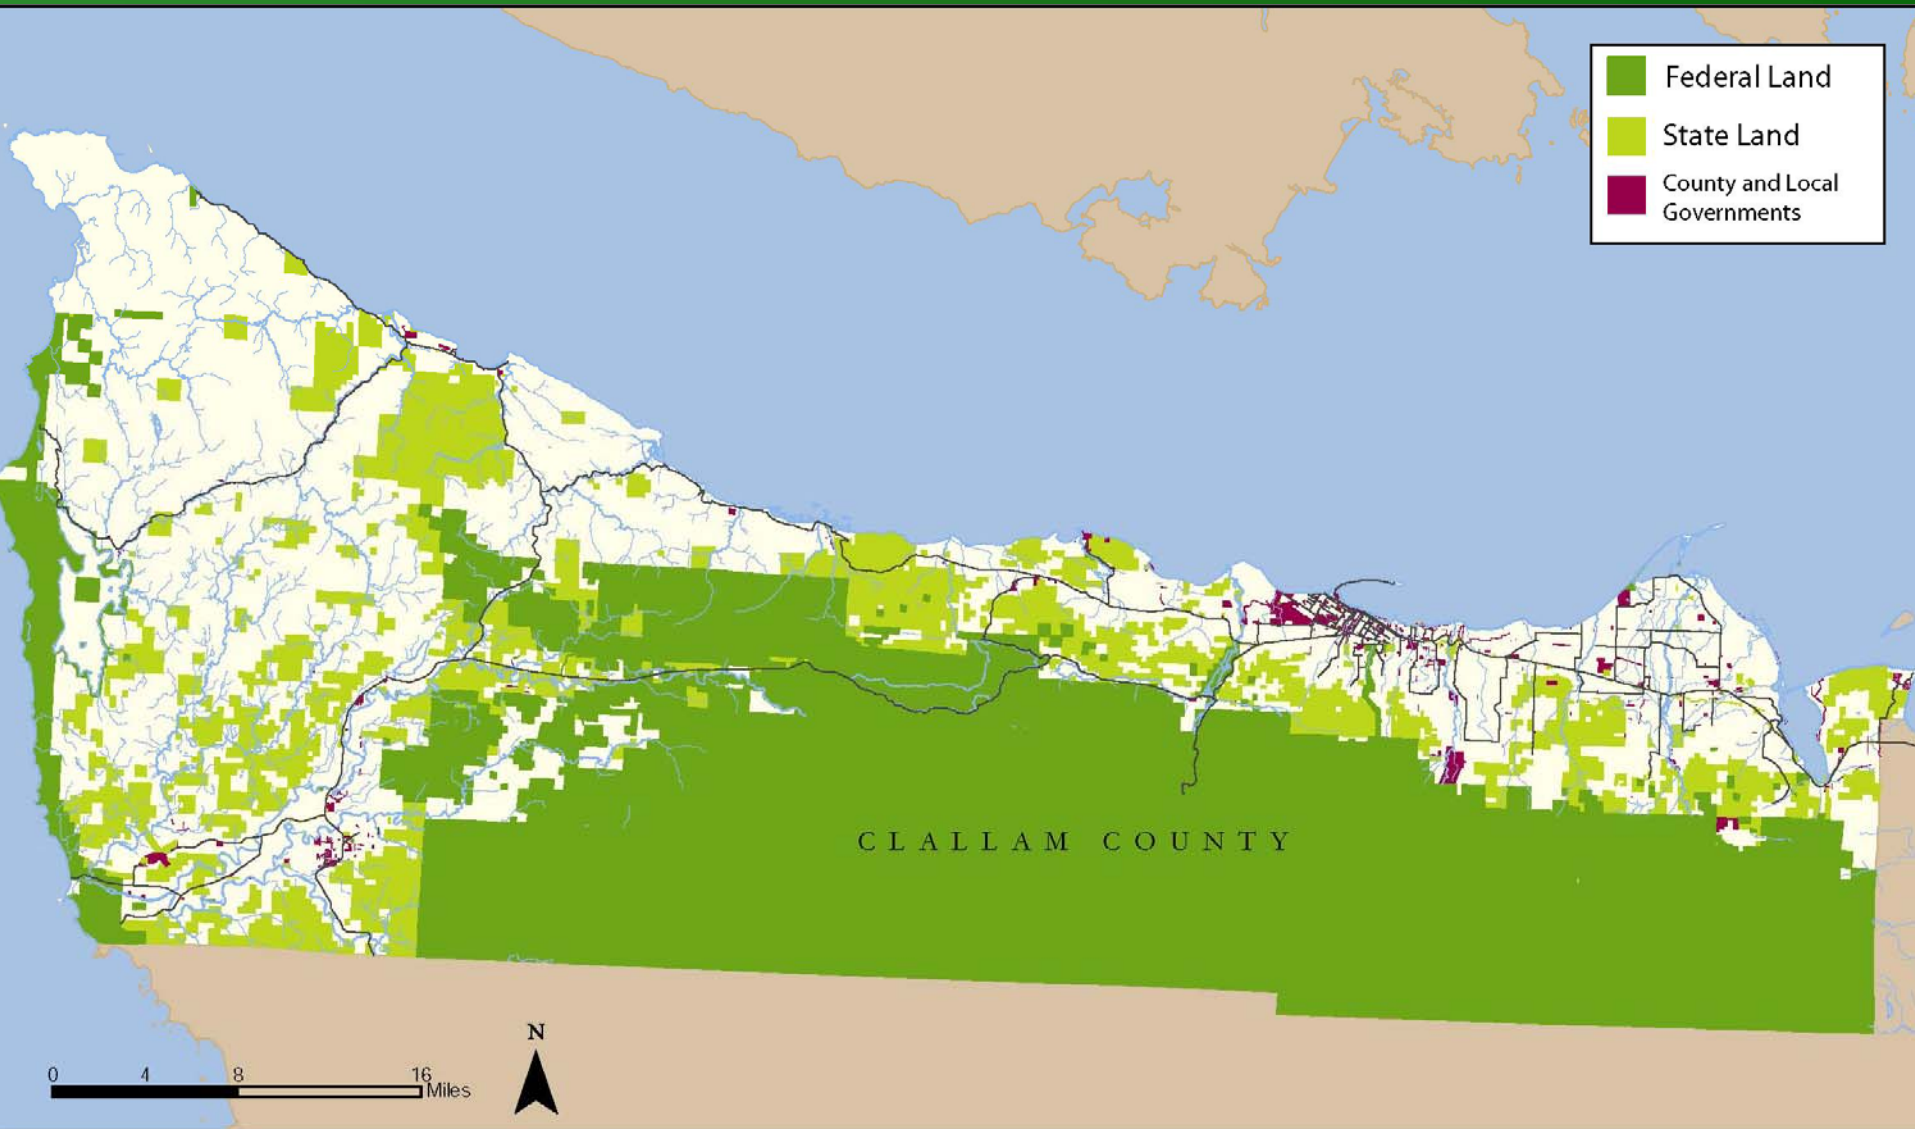 Federal Land
State Land
County and Local
Governments
CLALLAM COUNTY
N
0 4 8 16
Miles